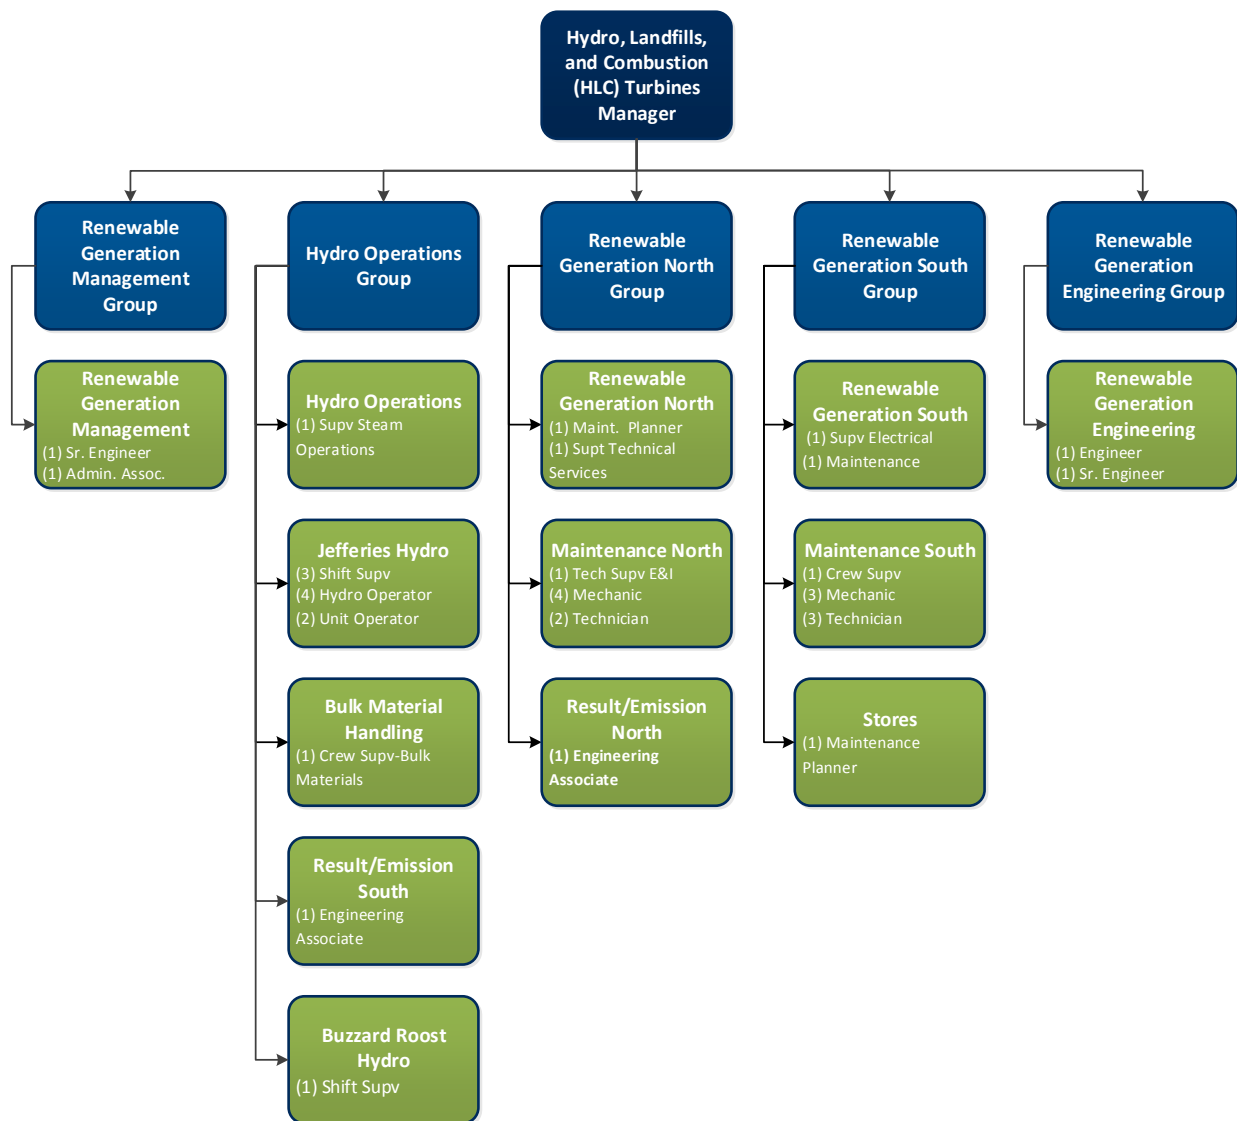 Hydro, Landfills,
and Combustion
(HLC) Turbines
Manager
Renewable
Generation
Management
Group
Hydro Operations
Group
Renewable
Generation North
Group
Renewable
Generation South
Group
Renewable
Generation
Engineering Group
Renewable
Generation
Management
(1) Sr. Engineer
(1) Admin. Assoc.
Hydro Operations
(1) Supv Steam
Operations
Renewable
Generation North
(1) Maint. Planner
(1) Supt Technical
Services
Renewable
Generation South
(1) Supv Electrical
(1) Maintenance
Renewable
Generation
Engineering
(1) Engineer
(1) Sr. Engineer
Jefferies Hydro
(3) Shift Supv
(4) Hydro Operator
(2) Unit Operator
Maintenance North
(1) Tech Supv E&I
(4) Mechanic
(2) Technician
Maintenance South
(1) Crew Supv
(3) Mechanic
(3) Technician
Bulk Material
Handling
(1) Crew Supv-Bulk
Materials
Result/Emission
North
(1) Engineering
Associate
Stores
(1) Maintenance
Planner
Result/Emission
South
(1) Engineering
Associate
Buzzard Roost
Hydro
(1) Shift Supv